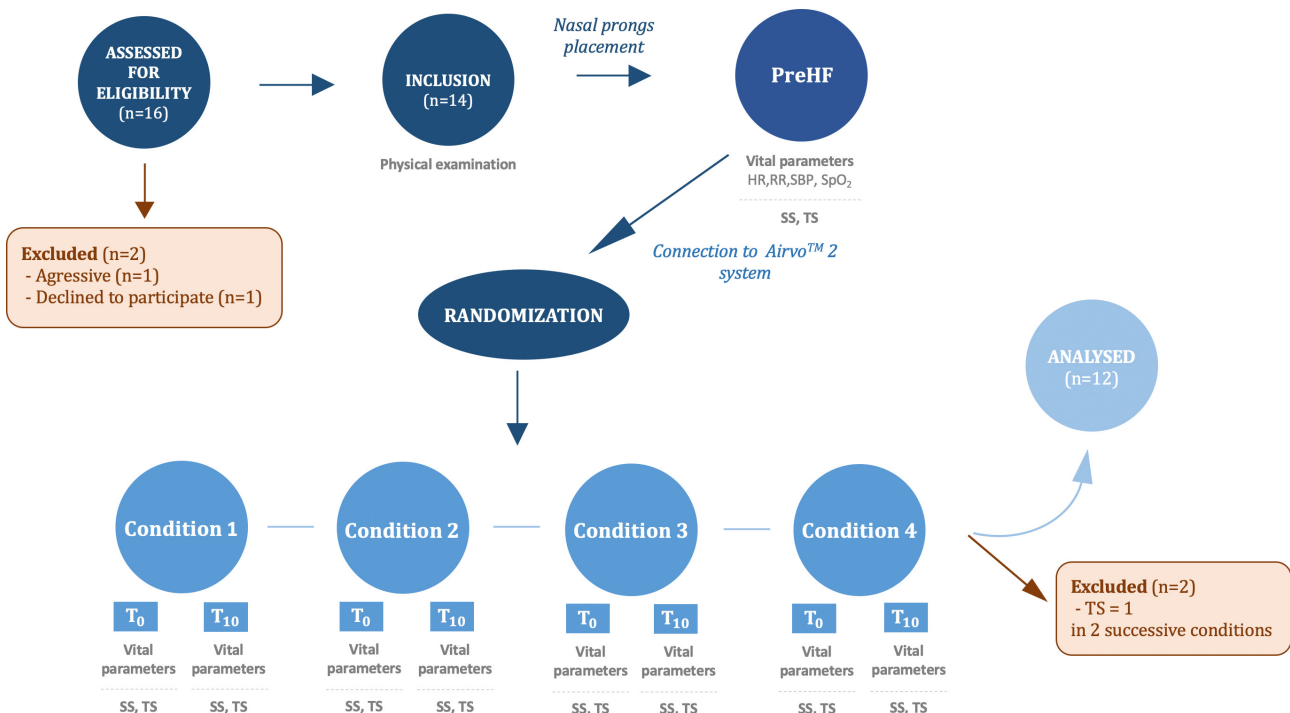 ASSESSED
FOR
ELIGIBILITY
(n=16)
INCLUSION
(n=14)
Physical examination
Nasal prongs
placement
PreHF
Vital parameters
HR,RR,SBP, SpO₂
SS, TS
Excluded (n=2)
- Agressive (n=1)
- Declined to participate (n=1)
Connection to Airvo™ 2
system
RANDOMIZATION
ANALYSED
(n=12)
Condition 1
Condition 2
Condition 3
Condition 4
T₀
T₁₀
T₀
T₁₀
T₀
T₁₀
T₀
T₁₀
Vital
parameters
Vital
parameters
Vital
parameters
Vital
parameters
Vital
parameters
Vital
parameters
Vital
parameters
Vital
parameters
SS, TS
SS, TS
SS, TS
SS, TS
SS, TS
SS, TS
SS, TS
SS, TS
Excluded (n=2)
- TS = 1
in 2 successive conditions